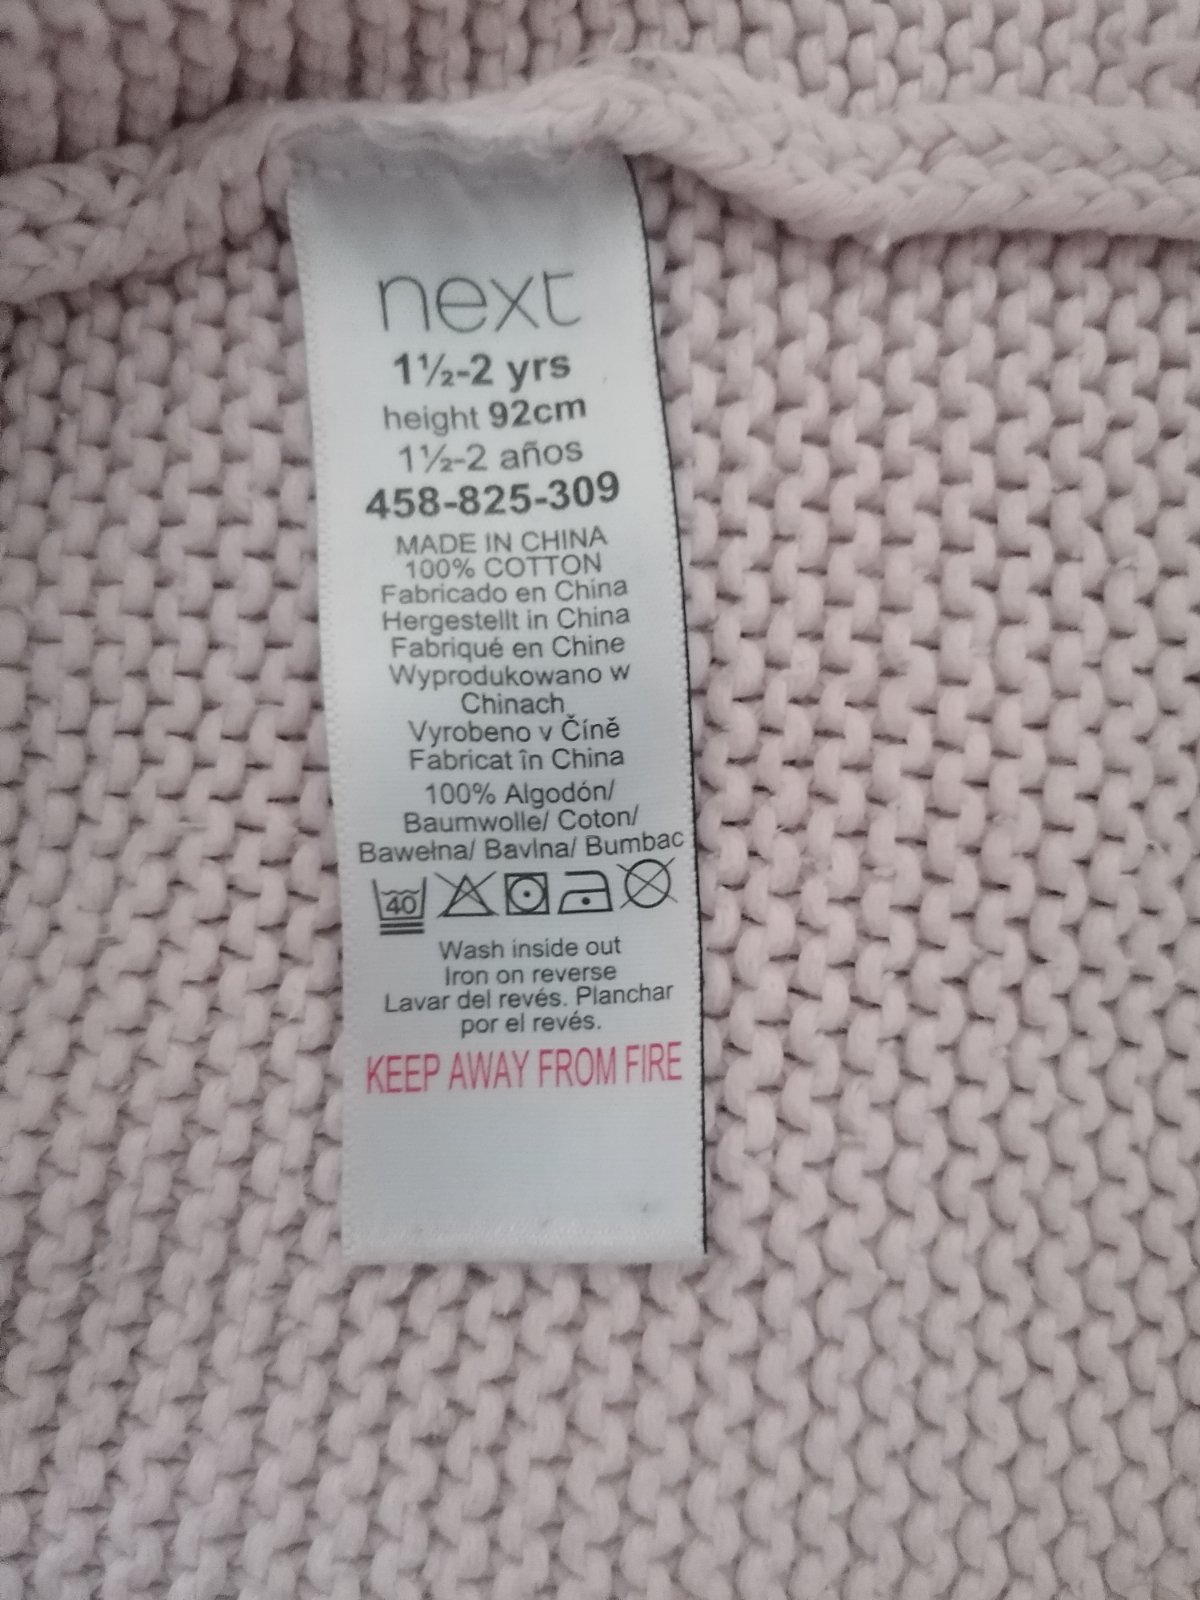 next
1½-2 yrs
height 92cm
1½-2 años
458-825-309
MADE IN CHINA
100% COTTON
Fabricado en China
Hergestellt in China
Fabriqué en Chine
Wyprodukowano w
Chinach
Vyrobeno v Číně
Fabricat în China
100% Algodón/
Baumwolle/ Coton/
Bawełna/ Bavlna/ Bumbac
40
Wash inside out
Iron on reverse
Lavar del revés. Planchar
por el revés.
KEEP AWAY FROM FIRE